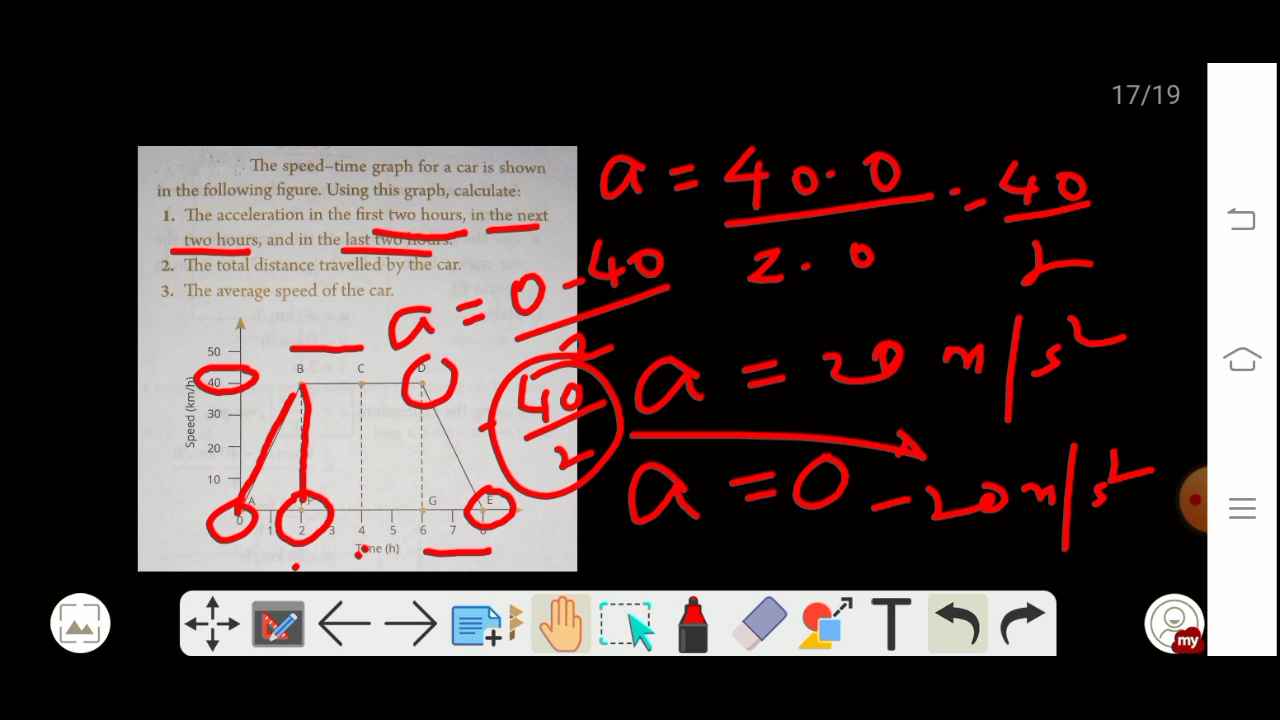 17/19
The speed–time graph for a car is shown
in the following figure. Using this graph, calculate:
1. The acceleration in the first two hours, in the next
two hours, and in the last two hours.
2. The total distance travelled by the car.
3. The average speed of the car.
a = 40 - 0 / 2 - 0 = 40 / 2
a = 0 - 40 / 2
- 40 / 2
a = 20 m/s²
a = 0
- 20 m/s²
Speed (km/h)
50
40
30
20
10
B C D
A F G E
0 1 2 3 4 5 6 7 8
Time (h)
T
my